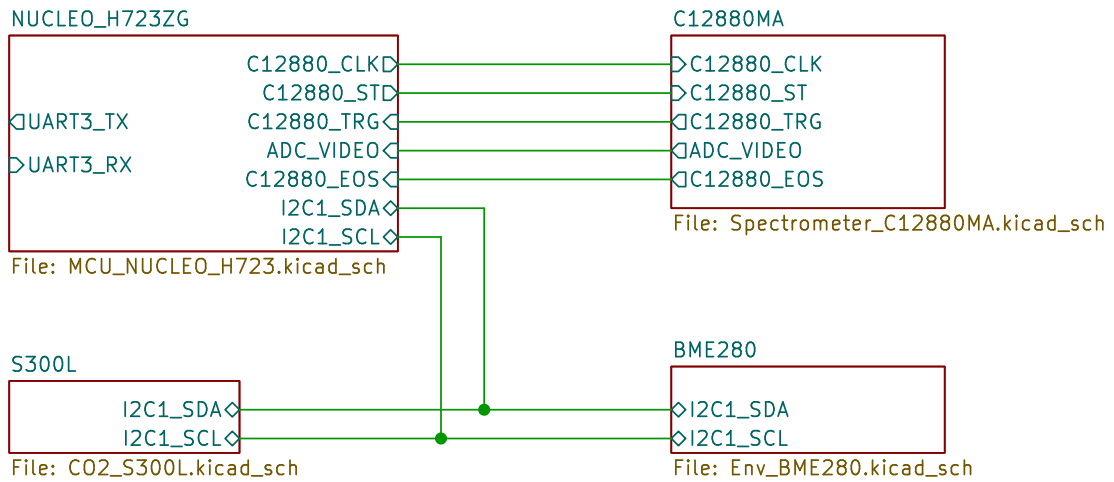 NUCLEO_H723ZG
C12880_CLK
C12880_ST
UART3_TX
C12880_TRG
ADC_VIDEO
UART3_RX
C12880_EOS
I2C1_SDA
I2C1_SCL
File: MCU_NUCLEO_H723.kicad_sch
C12880MA
C12880_CLK
C12880_ST
C12880_TRG
ADC_VIDEO
C12880_EOS
File: Spectrometer_C12880MA.kicad_sch
S300L
I2C1_SDA
I2C1_SCL
File: CO2_S300L.kicad_sch
BME280
I2C1_SDA
I2C1_SCL
File: Env_BME280.kicad_sch